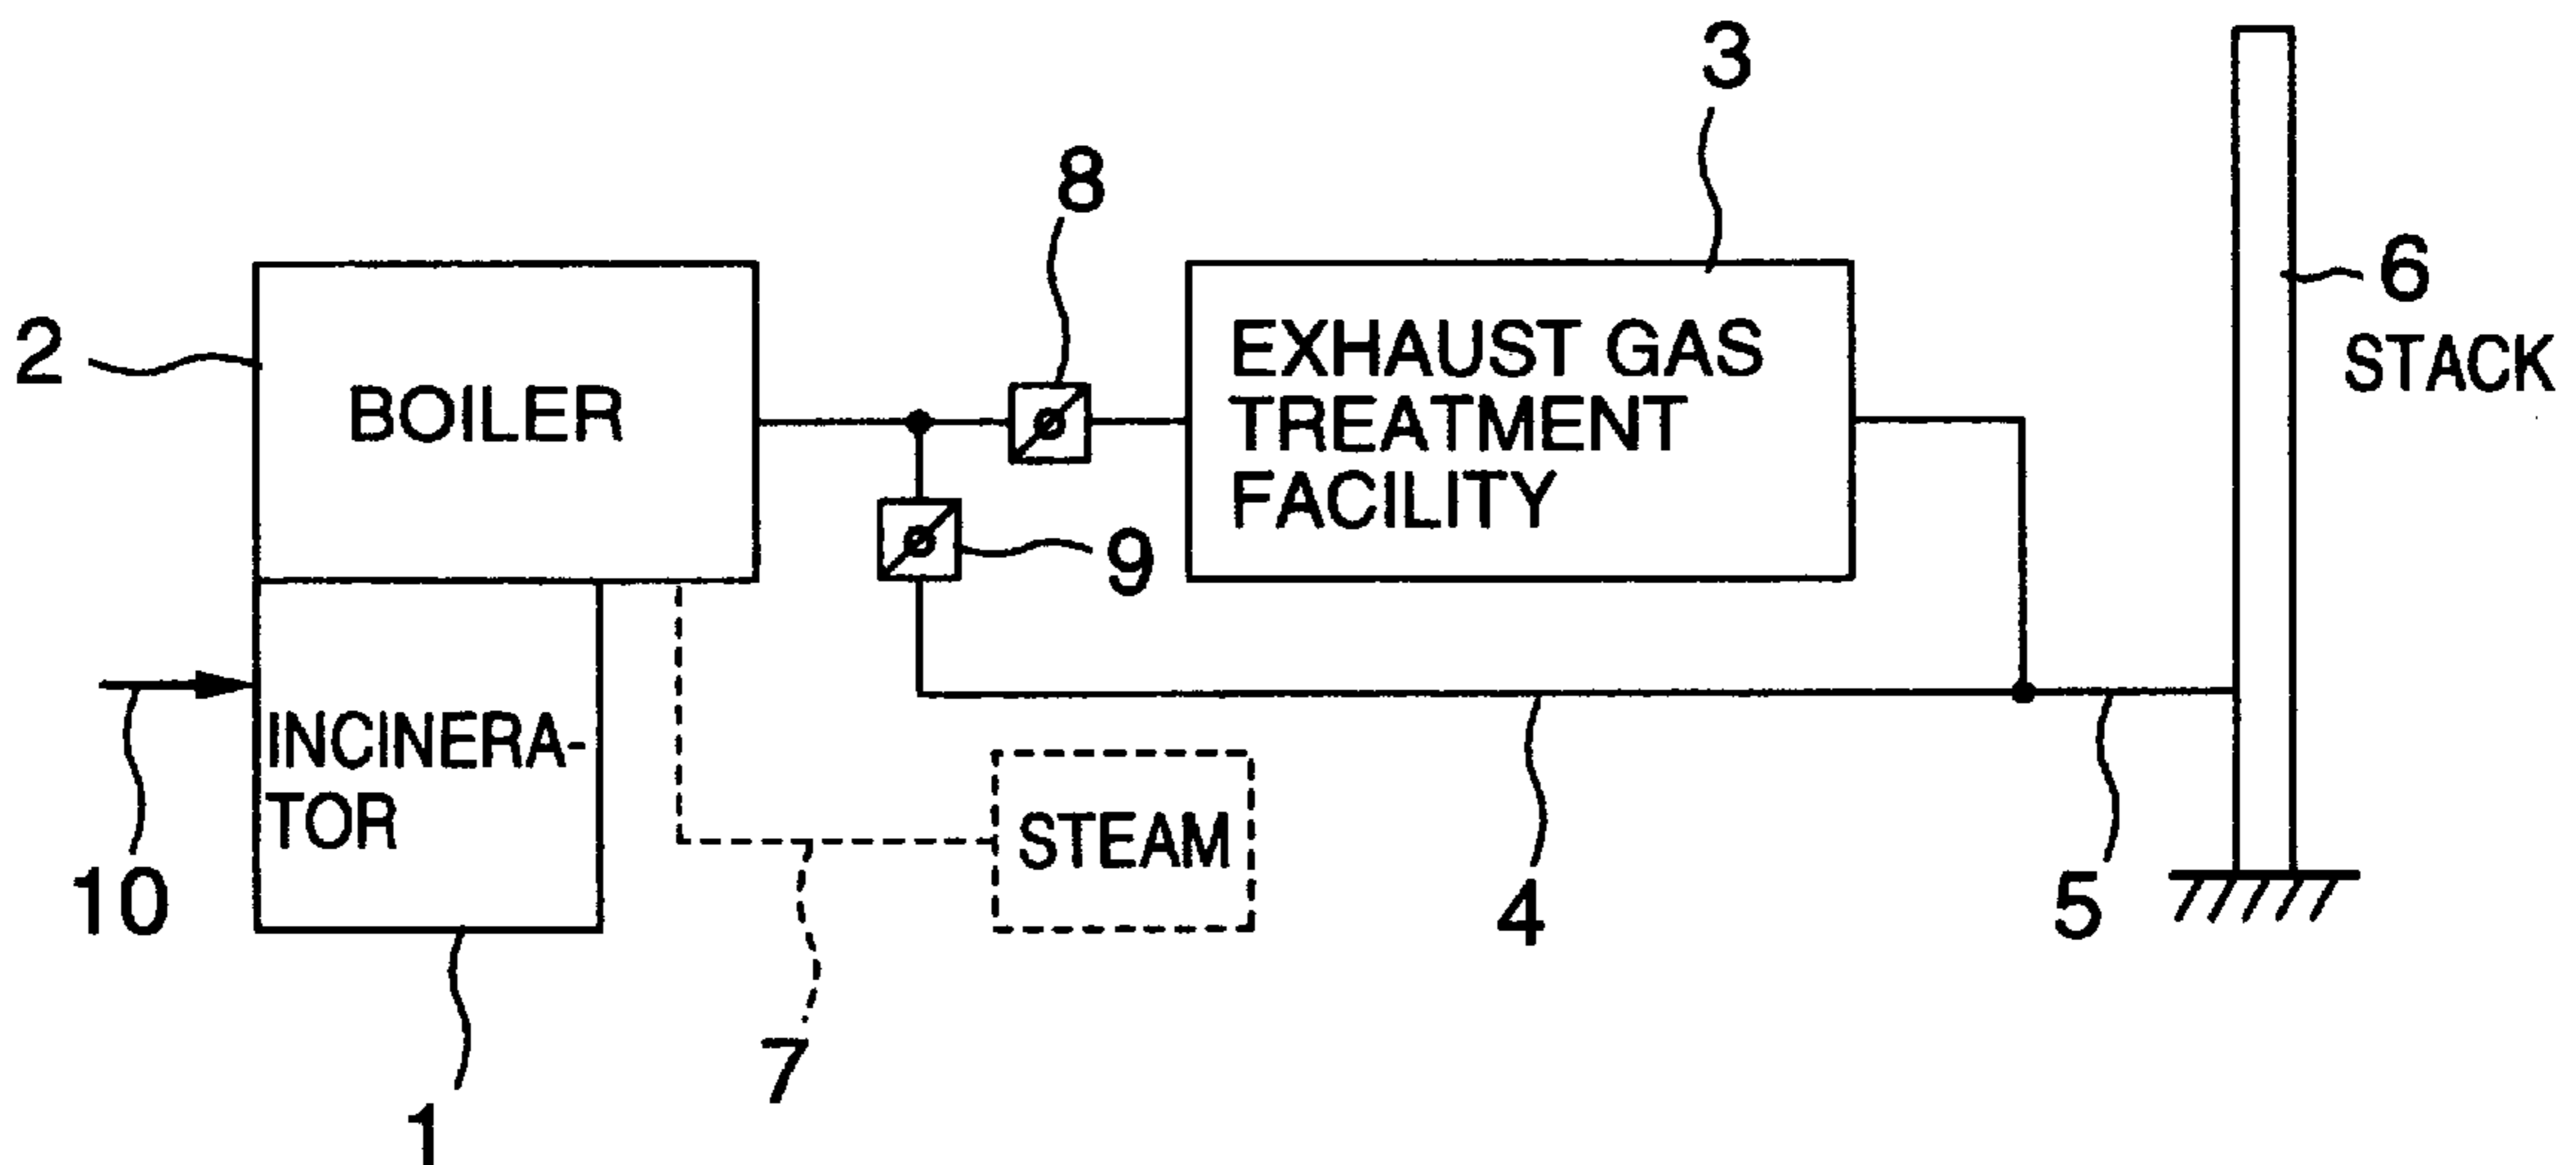 3
8
6
STACK
2
BOILER
EXHAUST GAS
TREATMENT
FACILITY
9
INCINERA-
TOR
10
STEAM
4
5
7
1